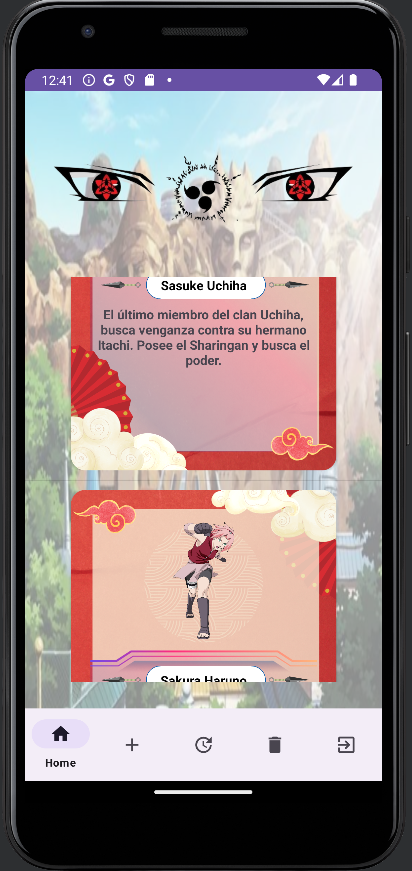 12:41
Sasuke Uchiha
El último miembro del clan Uchiha,
busca venganza contra su hermano
Itachi. Posee el Sharingan y busca el
poder.
Sakura Haruno
Home